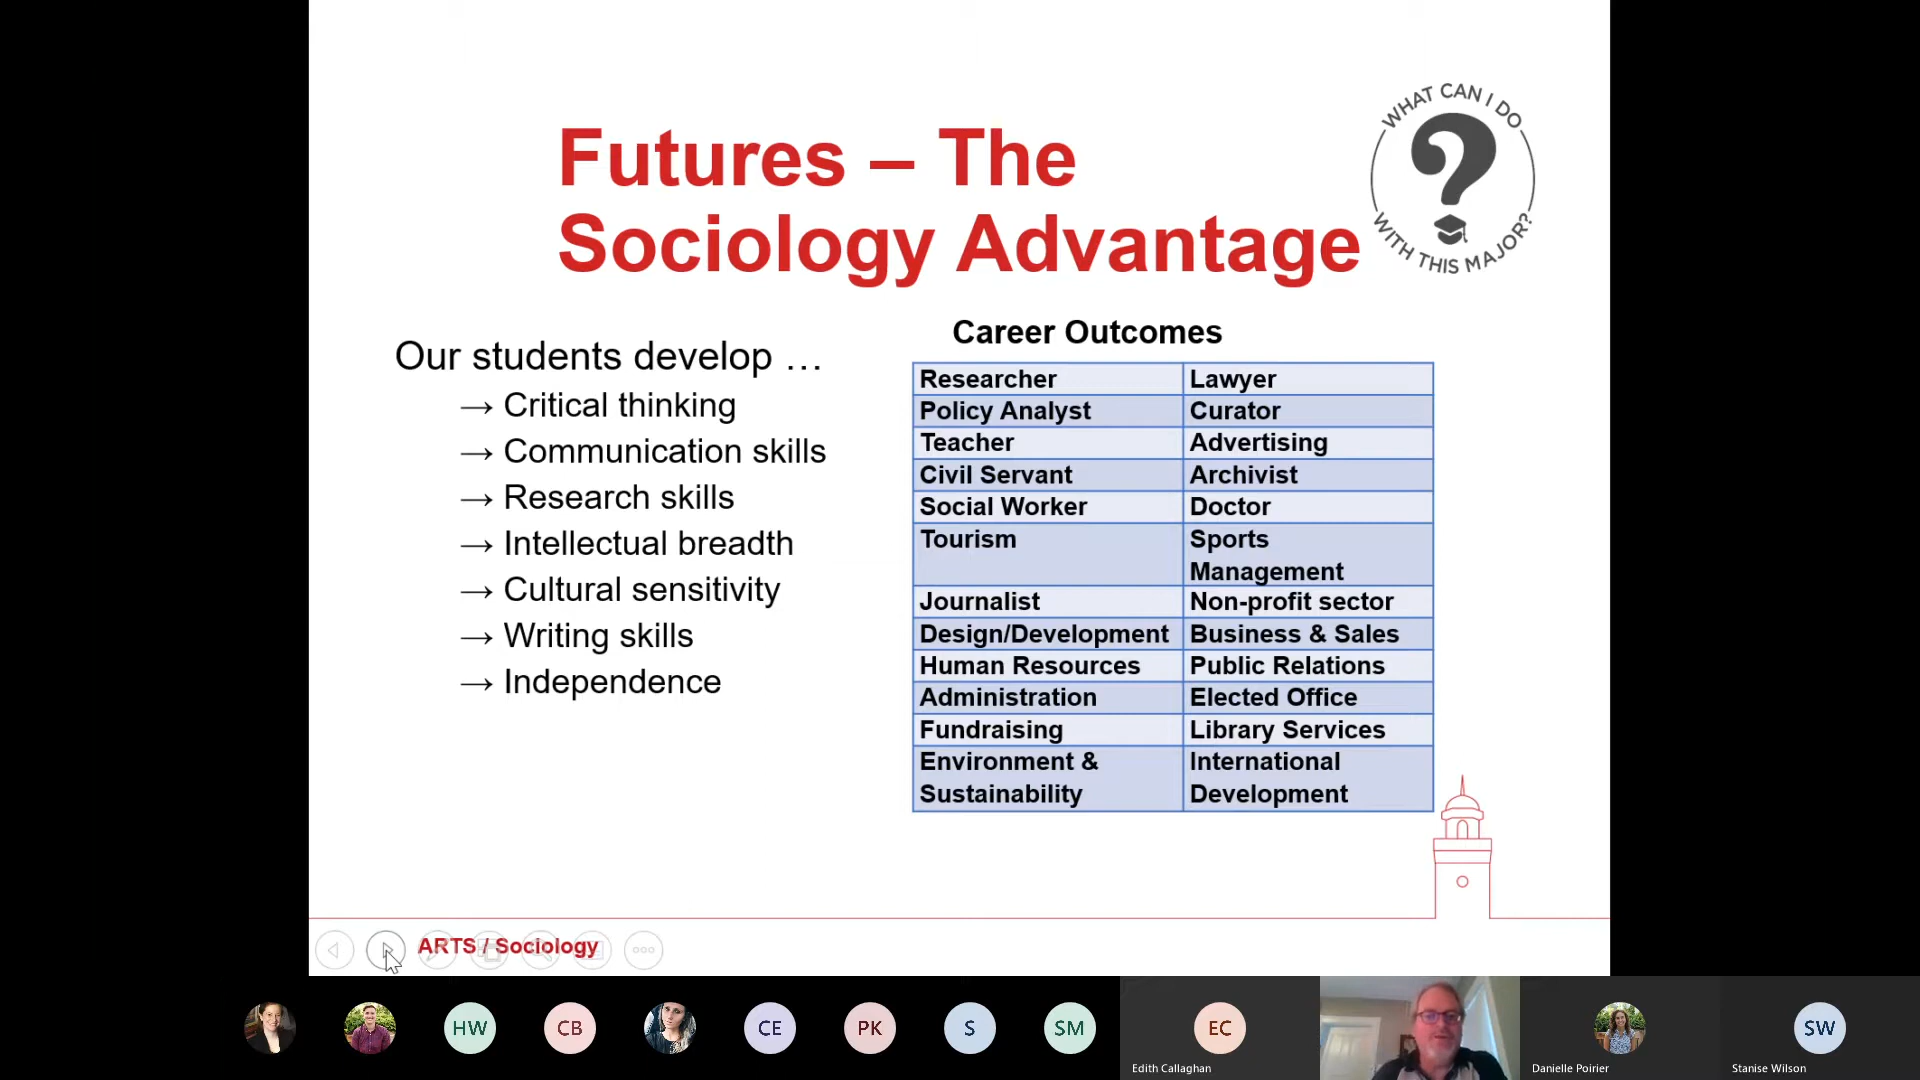 WHAT CAN I DO
WITH THIS MAJOR?
Futures – The
Sociology Advantage
Our students develop …
→ Critical thinking
→ Communication skills
→ Research skills
→ Intellectual breadth
→ Cultural sensitivity
→ Writing skills
→ Independence
Career Outcomes
Researcher Lawyer
Policy Analyst Curator
Teacher Advertising
Civil Servant Archivist
Social Worker Doctor
Tourism Sports
Management
Journalist Non-profit sector
Design/Development Business & Sales
Human Resources Public Relations
Administration Elected Office
Fundraising Library Services
Environment & International
Sustainability Development
ARTS / Sociology
HW CB CE PK S SM EC SW
Edith Callaghan Danielle Poirier Stanise Wilson